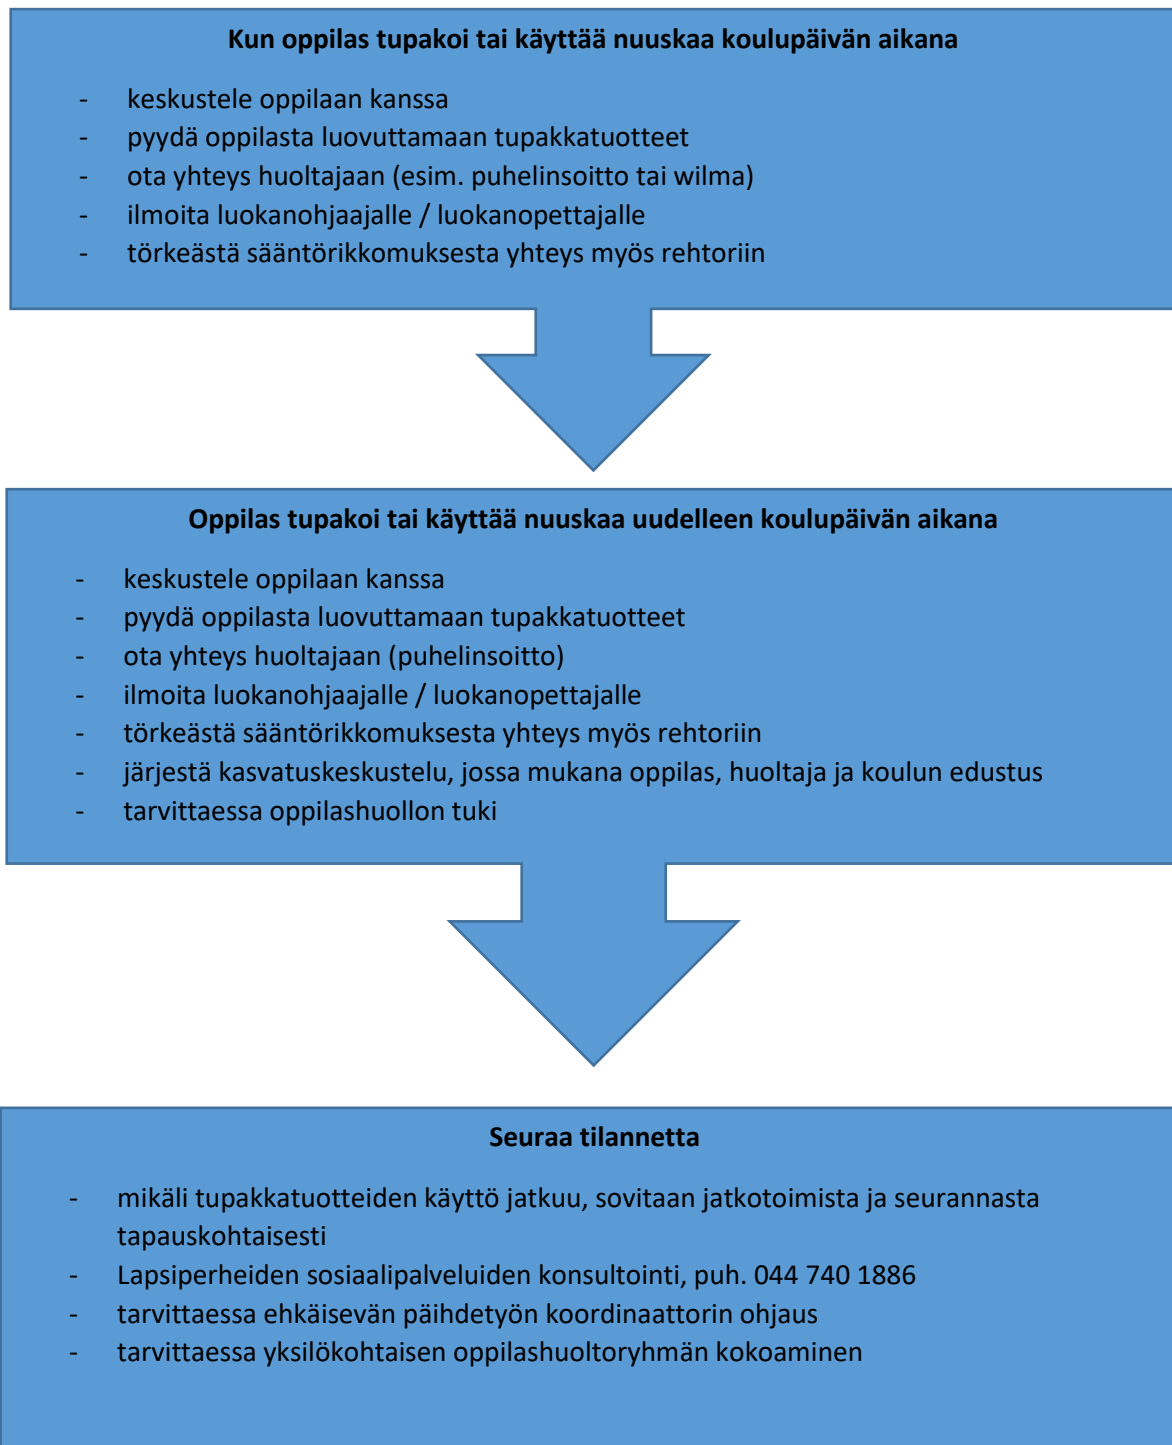 Kun oppilas tupakoi tai käyttää nuuskaa koulupäivän aikana
- keskustele oppilaan kanssa
- pyydä oppilasta luovuttamaan tupakkatuotteet
- ota yhteys huoltajaan (esim. puhelinsoitto tai wilma)
- ilmoita luokanohjaajalle / luokanopettajalle
- törkeästä sääntörikkomuksesta yhteys myös rehtoriin
Oppilas tupakoi tai käyttää nuuskaa uudelleen koulupäivän aikana
- keskustele oppilaan kanssa
- pyydä oppilasta luovuttamaan tupakkatuotteet
- ota yhteys huoltajaan (puhelinsoitto)
- ilmoita luokanohjaajalle / luokanopettajalle
- törkeästä sääntörikkomuksesta yhteys myös rehtoriin
- järjestä kasvatuskeskustelu, jossa mukana oppilas, huoltaja ja koulun edustus
- tarvittaessa oppilashuollon tuki
Seuraa tilannetta
- mikäli tupakkatuotteiden käyttö jatkuu, sovitaan jatkotoimista ja seurannasta
tapauskohtaisesti
- Lapsiperheiden sosiaalipalveluiden konsultointi, puh. 044 740 1886
- tarvittaessa ehkäisevän päihdetyön koordinaattorin ohjaus
- tarvittaessa yksilökohtaisen oppilashuoltoryhmän kokoaminen